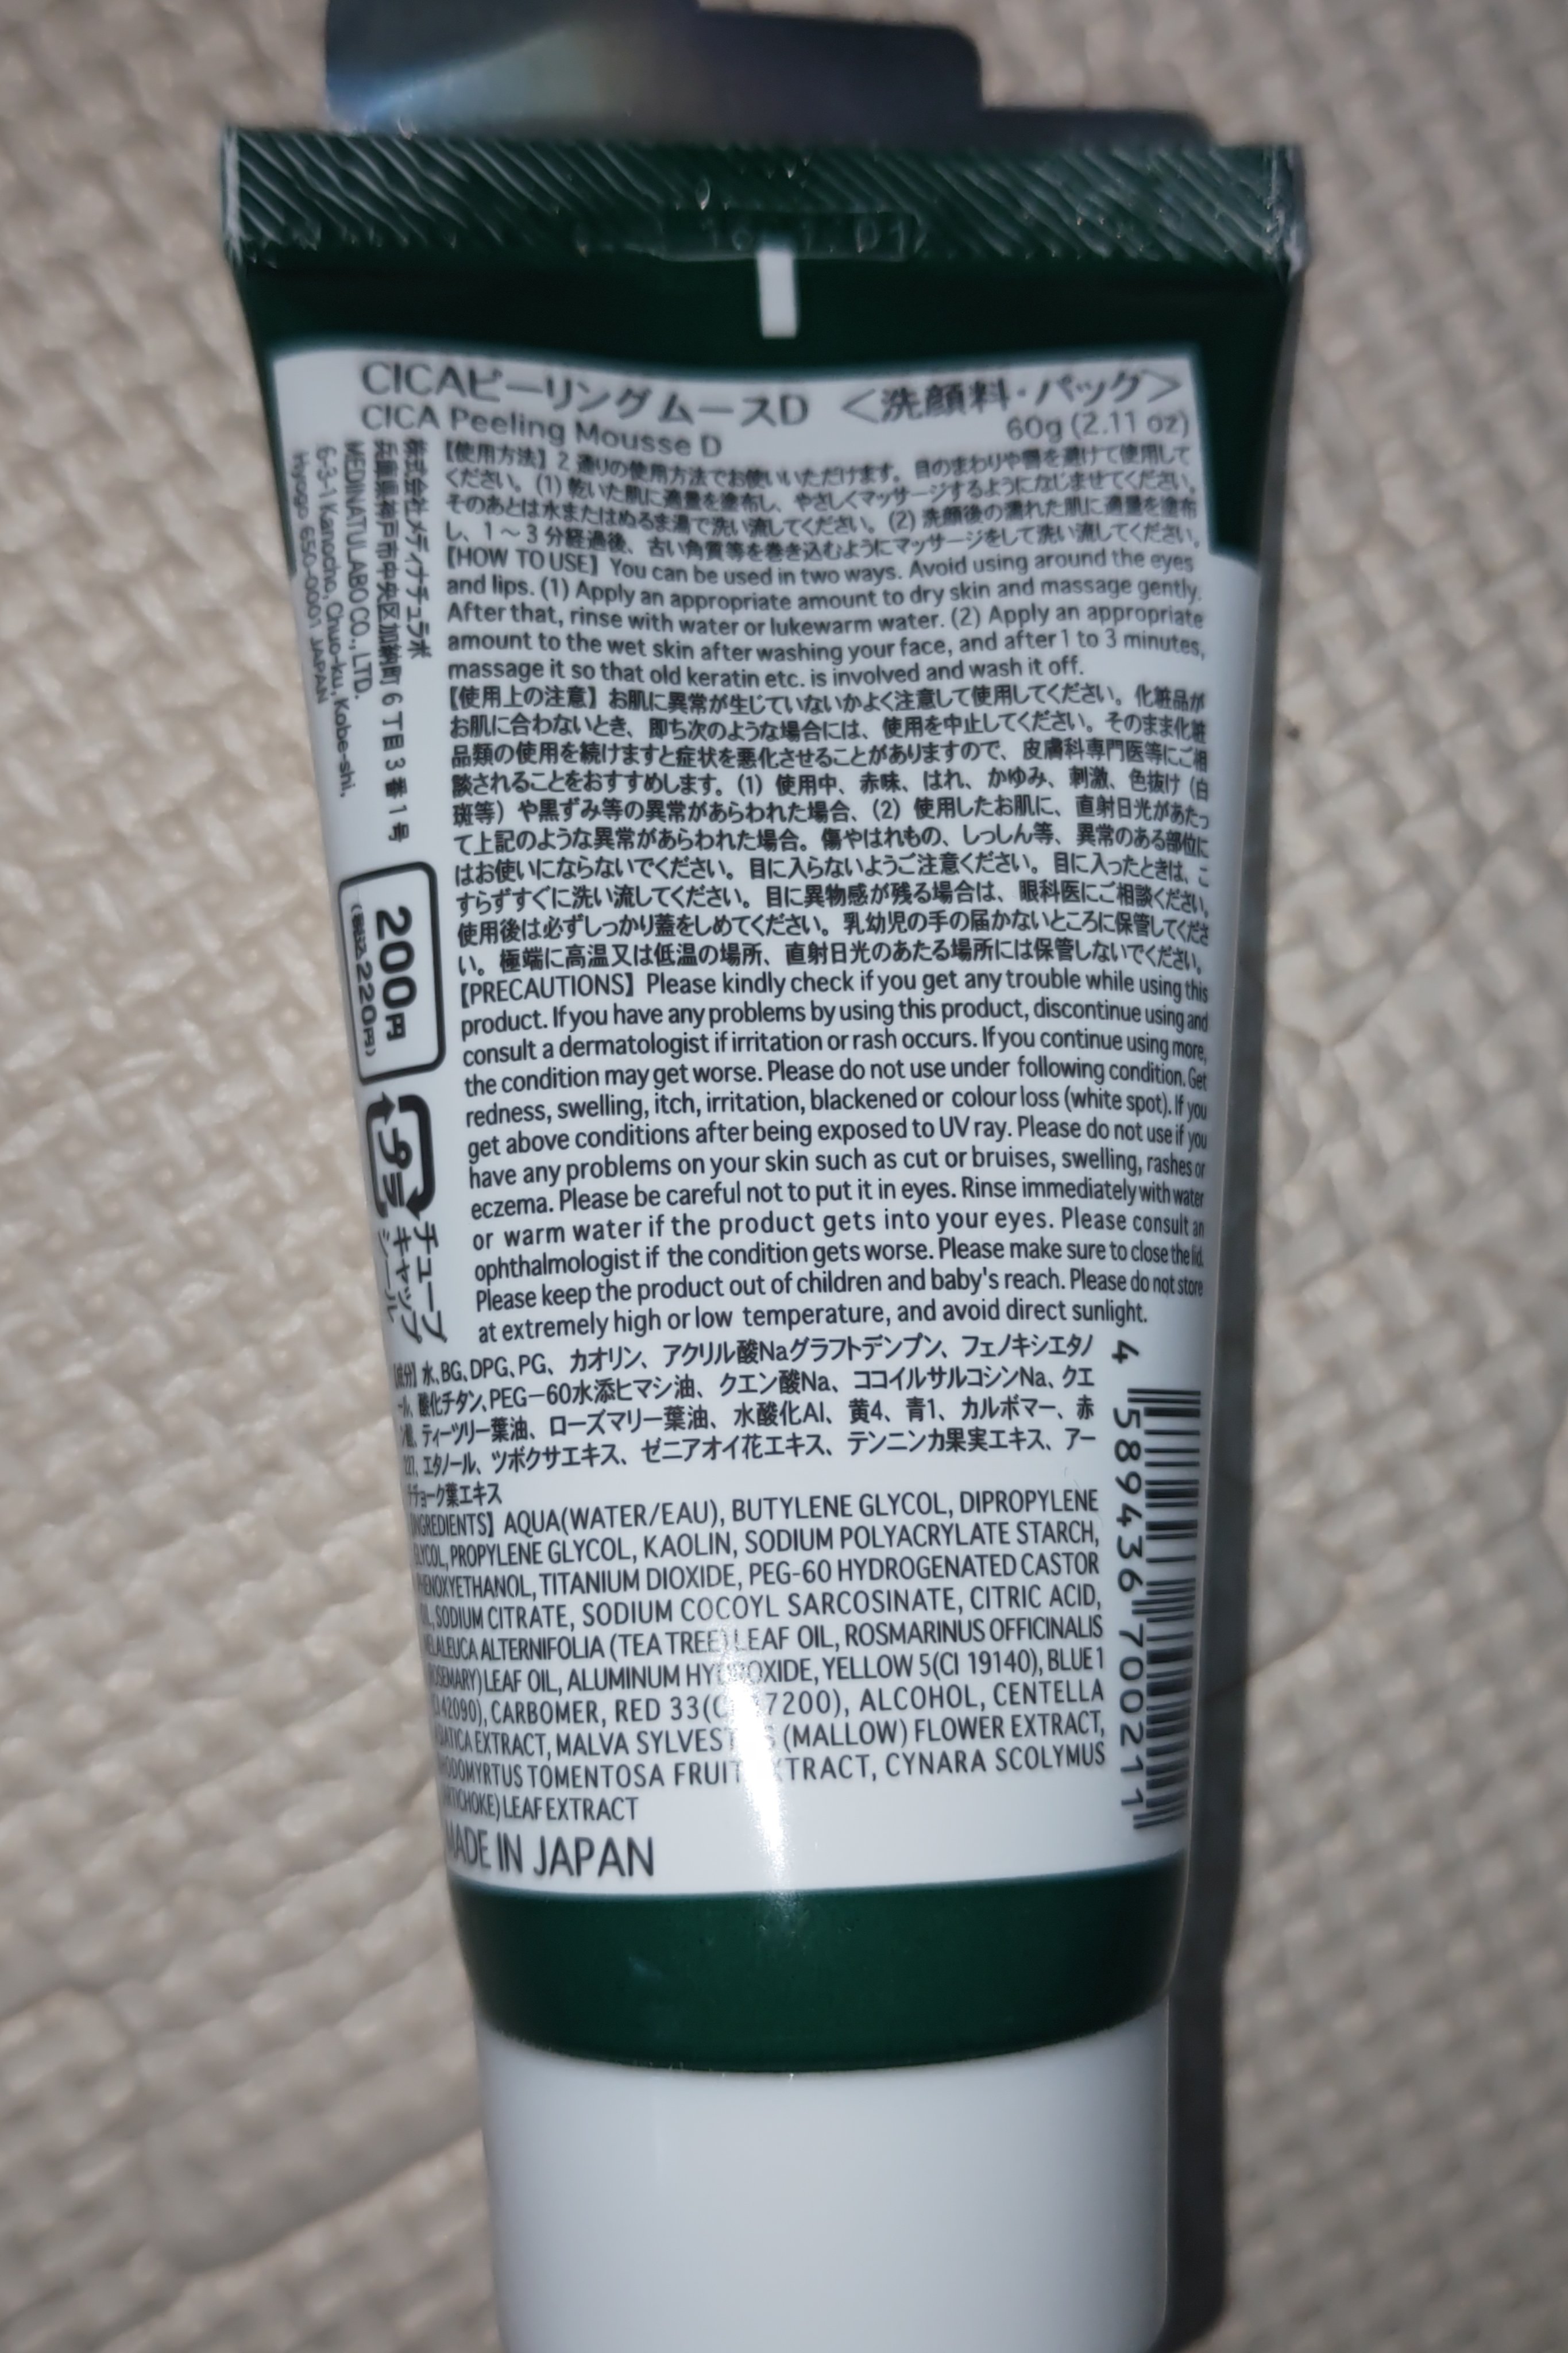 CICAピーリングムースD <洗顔料・パック>
CICA Peeling Mousse D 60g (2.11 oz)
【使用方法】2 通りの使用方法でお使いいただけます。目のまわりや唇を避けて使用して
ください。(1) 乾いた肌に適量を塗布し、やさしくマッサージするようになじませてください。
そのあとは水またはぬるま湯で洗い流してください。(2) 洗顔後の濡れた肌に適量を塗布
し、1～3 分経過後、古い角質等を巻き込むようにマッサージをして洗い流してください。
【HOW TO USE】You can be used in two ways. Avoid using around the eyes
and lips. (1) Apply an appropriate amount to dry skin and massage gently.
After that, rinse with water or lukewarm water. (2) Apply an appropriate
amount to the wet skin after washing your face, and after 1 to 3 minutes,
massage it so that old keratin etc. is involved and wash it off.
【使用上の注意】お肌に異常が生じていないかよく注意して使用してください。化粧品が
お肌に合わないとき、即ち次のような場合には、使用を中止してください。そのまま化粧
品類の使用を続けますと症状を悪化させることがありますので、皮膚科専門医等にご相
談されることをおすすめします。(1) 使用中、赤味、はれ、かゆみ、刺激、色抜け (白
斑等) や黒ずみ等の異常があらわれた場合、(2) 使用したお肌に、直射日光があたっ
て上記のような異常があらわれた場合。傷やはれもの、しっしん等、異常のある部位に
はお使いにならないでください。目に入らないようご注意ください。目に入ったときは、こ
すらずすぐに洗い流してください。目に異物感が残る場合は、眼科医にご相談ください。
使用後は必ずしっかり蓋をしめてください。乳幼児の手の届かないところに保管してくださ
い。極端に高温又は低温の場所、直射日光のあたる場所には保管しないでください。
【PRECAUTIONS】Please kindly check if you get any trouble while using this
product. If you have any problems by using this product, discontinue using and
consult a dermatologist if irritation or rash occurs. If you continue using more,
the condition may get worse. Please do not use under following condition. Get
redness, swelling, itch, irritation, blackened or colour loss (white spot). If you
get above conditions after being exposed to UV ray. Please do not use if you
have any problems on your skin such as cut or bruises, swelling, rashes or
eczema. Please be careful not to put it in eyes. Rinse immediately with water
or warm water if the product gets into your eyes. Please consult an
ophthalmologist if the condition gets worse. Please make sure to close the lid.
Please keep the product out of children and baby's reach. Please do not store
at extremely high or low temperature, and avoid direct sunlight.
株式会社メディナチュラボ
兵庫県神戸市中央区加納町 6 丁目 3 番 1 号
MEDINATULABO CO., LTD.
6-3-1 Kanocho, Chuo-ku, Kobe-shi,
Hyogo 650-0001 JAPAN
200円
(税込220円)
プラ
チューブ
キャップ
シール
水、BG、DPG、PG、カオリン、アクリル酸Naグラフトデンプン、フェノキシエタノ
ール、酸化チタン、PEG-60水添ヒマシ油、クエン酸Na、ココイルサルコシンNa、クエ
ン酸、ティーツリー葉油、ローズマリー葉油、水酸化Al、黄4、青1、カルボマー、赤
227、エタノール、ツボクサエキス、ゼニアオイ花エキス、テンニンカ果実エキス、アー
チチョーク葉エキス
INGREDIENTS】AQUA(WATER/EAU), BUTYLENE GLYCOL, DIPROPYLENE
GLYCOL, PROPYLENE GLYCOL, KAOLIN, SODIUM POLYACRYLATE STARCH,
PHENOXYETHANOL, TITANIUM DIOXIDE, PEG-60 HYDROGENATED CASTOR
OIL, SODIUM CITRATE, SODIUM COCOYL SARCOSINATE, CITRIC ACID,
MELALEUCA ALTERNIFOLIA (TEA TREE) LEAF OIL, ROSMARINUS OFFICINALIS
(ROSEMARY) LEAF OIL, ALUMINUM HYDROXIDE, YELLOW 5(CI 19140), BLUE 1
(CI 42090), CARBOMER, RED 33(CI 17200), ALCOHOL, CENTELLA
ASIATICA EXTRACT, MALVA SYLVESTRIS (MALLOW) FLOWER EXTRACT,
RHODOMYRTUS TOMENTOSA FRUIT EXTRACT, CYNARA SCOLYMUS
(ARTICHOKE) LEAF EXTRACT
MADE IN JAPAN
4 589436 700211